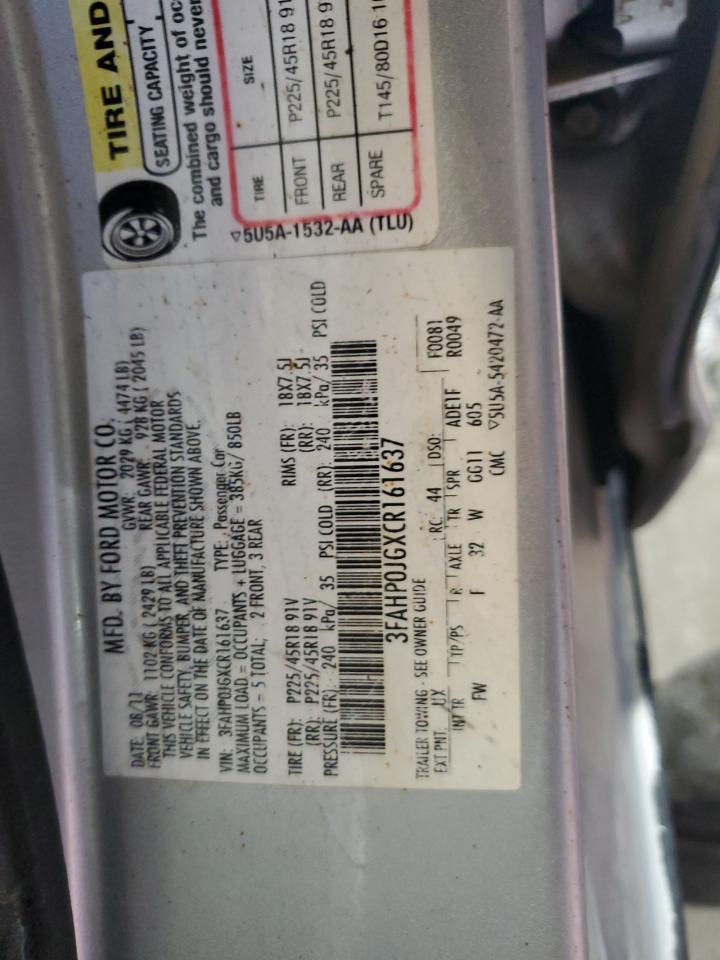 TIRE AND
SEATING CAPACITY
The combined weight of oc
and cargo should never
TIRE SIZE
FRONT P225/45R18 91
REAR P225/45R18 9
SPARE T145/80D16 1
5U5A-1532-AA (TLU)
MFD. BY FORD MOTOR CO.
DATE: 08/11 GVWR: 2029 KG ( 4474 LB)
FRONT GAWR: 1102 KG ( 2429 LB) REAR GAWR: 928 KG ( 2045 LB)
THIS VEHICLE CONFORMS TO ALL APPLICABLE FEDERAL MOTOR
VEHICLE SAFETY, BUMPER, AND THEFT PREVENTION STANDARDS
IN EFFECT ON THE DATE OF MANUFACTURE SHOWN ABOVE.
VIN: 3FAHP0JGXCR161637 TYPE: Passenger Car
MAXIMUM LOAD = OCCUPANTS + LUGGAGE = 385KG/ 850LB
OCCUPANTS = 5 TOTAL; 2 FRONT, 3 REAR
TIRE (FR): P225/45R18 91V RIMS (FR): 18X7.5J
(RR): P225/45R18 91V (RR): 18X7.5J
PRESSURE (FR): 240 kPa/ 35 PSI COLD (RR): 240 kPa/ 35 PSI COLD
3FAHP0JGXCR161637
TRAILER TOWING - SEE OWNER GUIDE
EXT PNT: UX RC: 44 DSO: F0081
INT TR TP/PS R AXLE TR SPR ADE1F R0049
FW F 32 W GG11 605
CMC 5U5A-5420472-AA